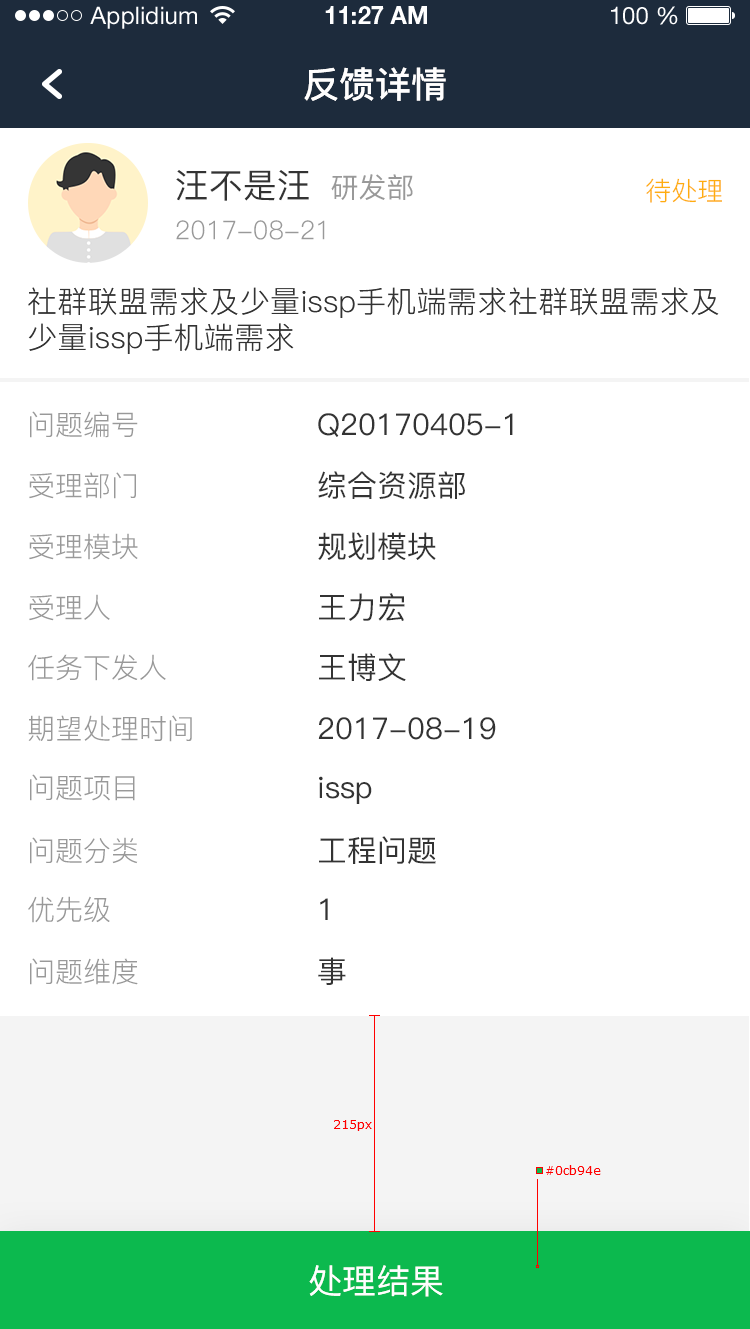 Applidium 11:27 AM 100 %
反馈详情
汪不是汪 研发部 待处理
2017-08-21
社群联盟需求及少量issp手机端需求社群联盟需求及
少量issp手机端需求
问题编号 Q20170405-1
受理部门 综合资源部
受理模块 规划模块
受理人 王力宏
任务下发人 王博文
期望处理时间 2017-08-19
问题项目 issp
问题分类 工程问题
优先级 1
问题维度 事
215px
#0cb94e
处理结果